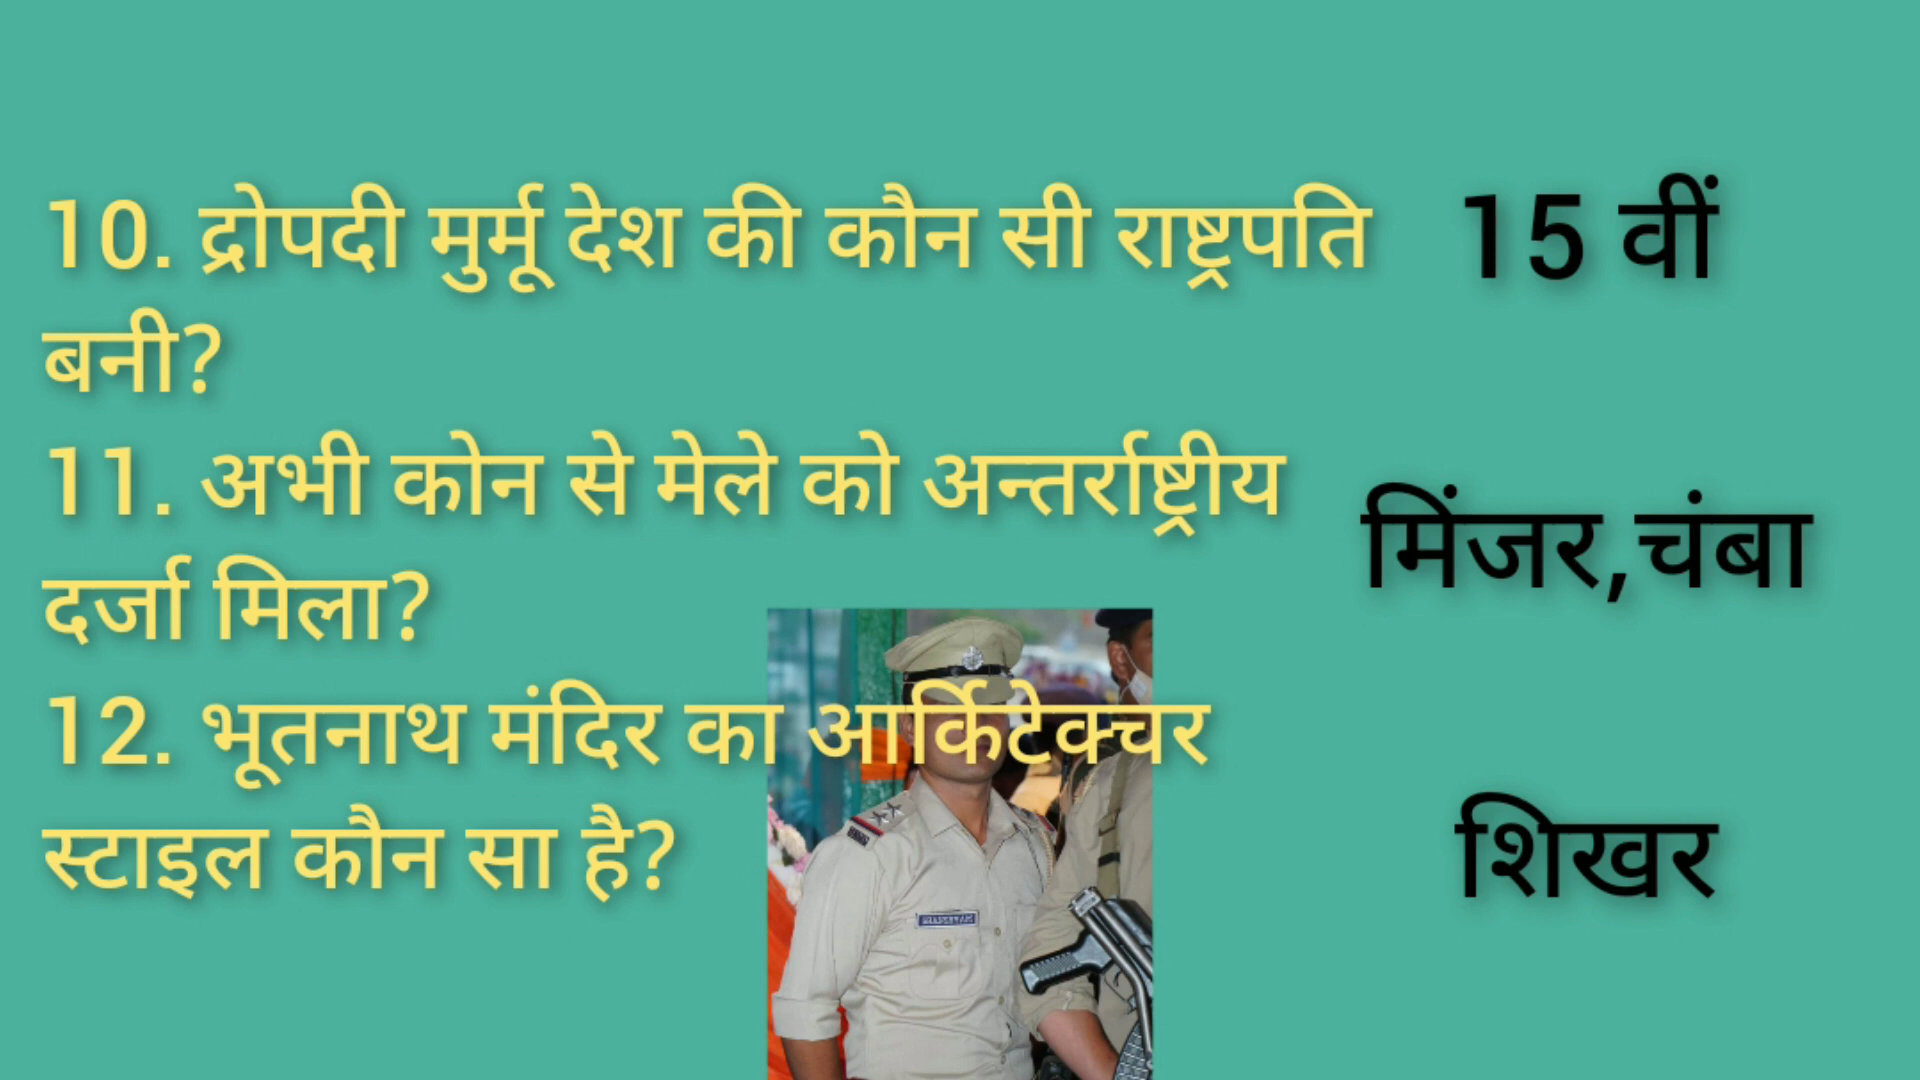 10. द्रोपदी मुर्मू देश की कौन सी राष्ट्रपति 15 वीं
बनी?
11. अभी कोन से मेले को अन्तर्राष्ट्रीय
मिंजर,चंबा
दर्जा मिला?
12. भूतनाथ मंदिर का आर्किटेक्चर
स्टाइल कौन सा है? शिखर